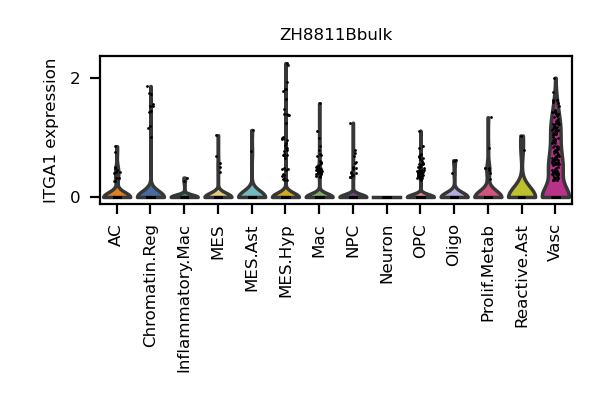 ZH8811Bbulk
ITGA1 expression
2
0
AC
Chromatin.Reg
Inflammatory.Mac
MES
MES.Ast
MES.Hyp
Mac
NPC
Neuron
OPC
Oligo
Prolif.Metab
Reactive.Ast
Vasc